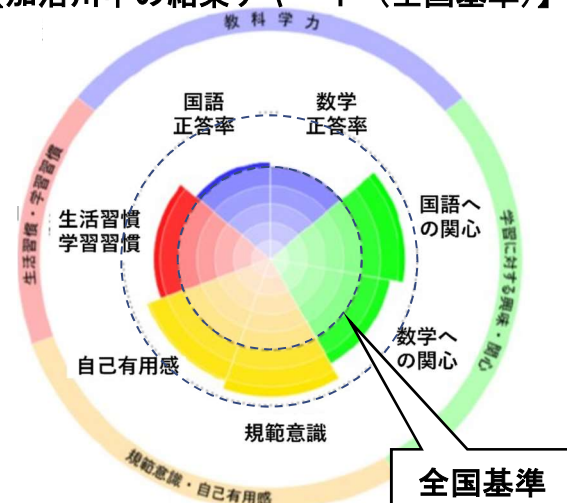 【加古川中の結果チャート（全国基準）】
教科学力
国語
正答率
数学
正答率
国語へ
の関心
数学へ
の関心
規範意識
自己有用感
生活習慣
学習習慣
生活習慣・学習習慣
学習に対する興味・関心
規範意識・自己有用感
全国基準